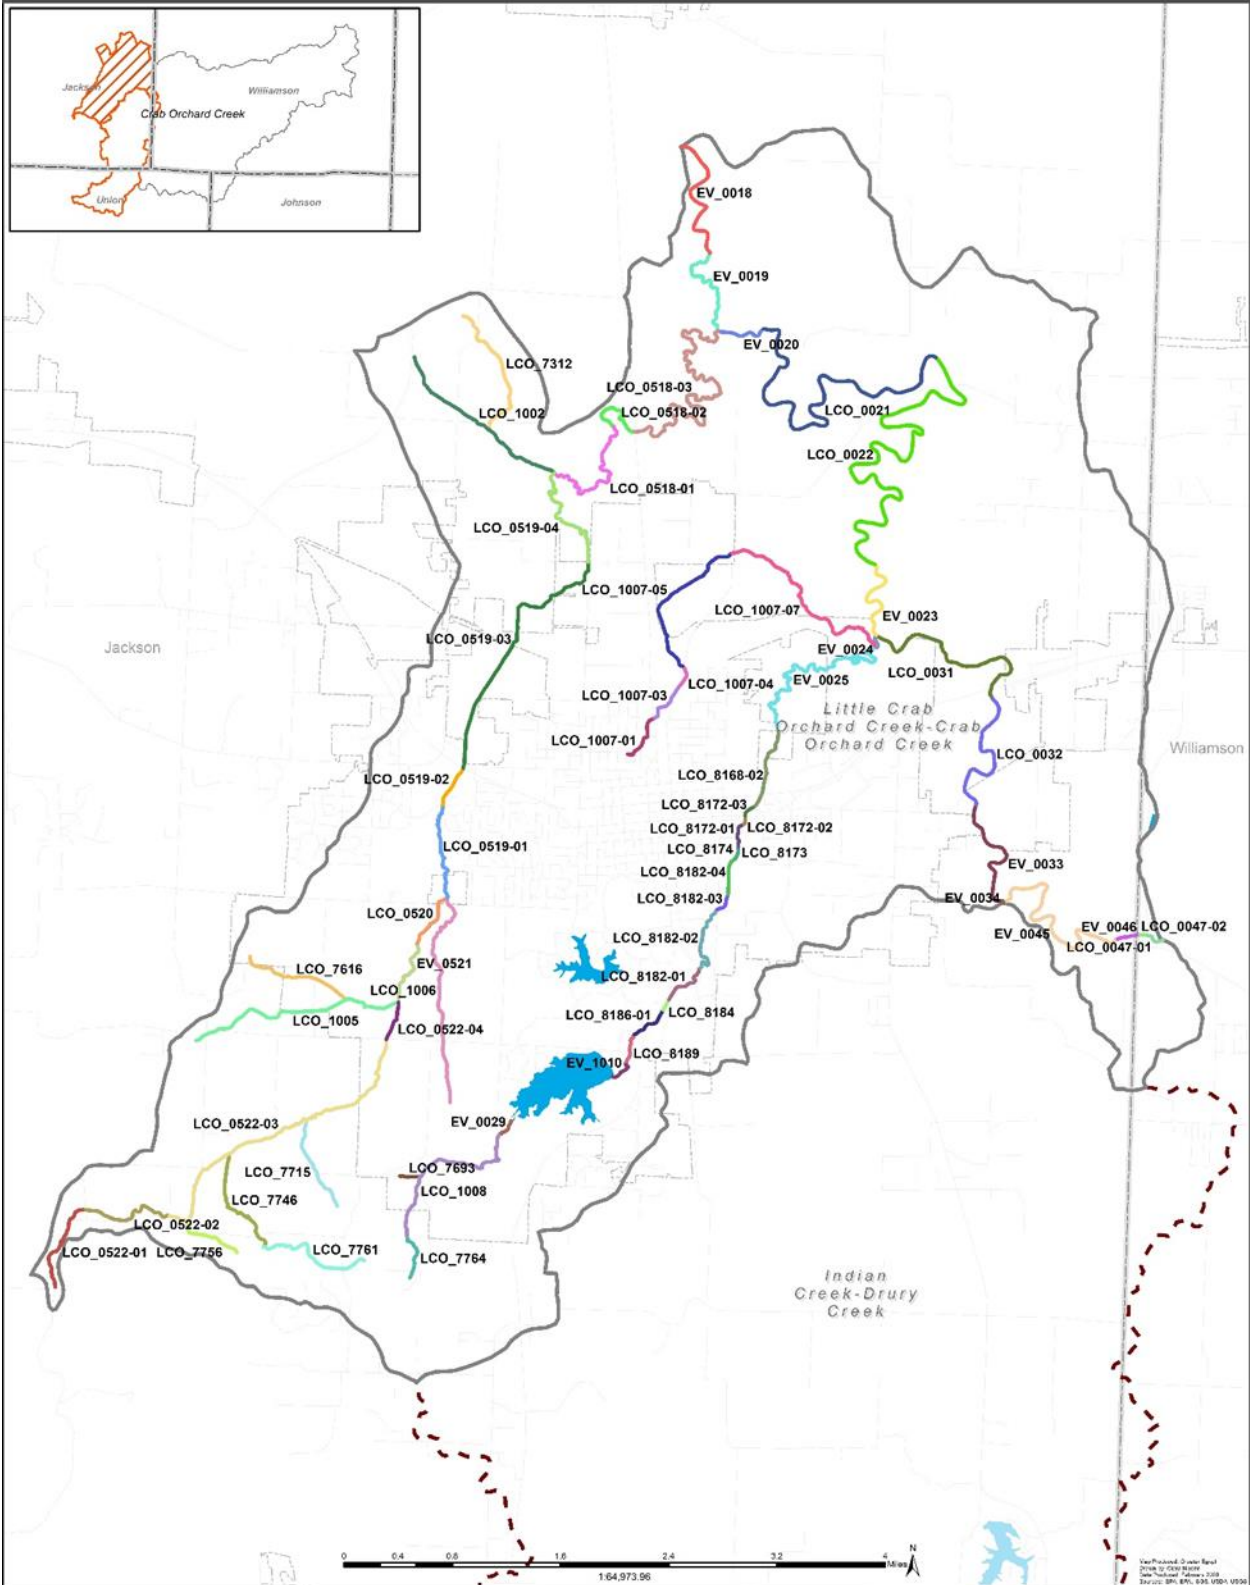 Jackson
Williamson
Crab Orchard Creek
Union
Johnson
EV_0018
EV_0019
EV_0020
LCO_7312
LCO_0518-03
LCO_1002
LCO_0518-02
LCO_0021
LCO_0022
LCO_0518-01
LCO_0519-04
LCO_1007-05
LCO_1007-07
EV_0023
LCO_0519-03
Jackson
EV_0024
LCO_0031
LCO_1007-04
EV_0025
LCO_1007-03
Little Crab
Orchard Creek-Crab
Orchard Creek
LCO_1007-01
Williamson
LCO_0032
LCO_0519-02
LCO_8168-02
LCO_8172-03
LCO_8172-01
LCO_8172-02
LCO_0519-01
LCO_8174
LCO_8173
EV_0033
LCO_8182-04
LCO_8182-03
EV_0034
LCO_0520
EV_0046
LCO_0047-02
EV_0045
LCO_8182-02
LCO_0047-01
EV_0521
LCO_7616
LCO_8182-01
LCO_1006
LCO_1005
LCO_8186-01
LCO_8184
LCO_0522-04
LCO_8189
EV_1010
LCO_0522-03
EV_0029
LCO_7715
LCO_7693
LCO_7746
LCO_1008
LCO_0522-02
LCO_0522-01
LCO_7756
LCO_7761
LCO_7764
Indian
Creek-Drury
Creek
0 0.4 0.8 1.6 2.4 3.2 4
Miles
N
1:64,973.96